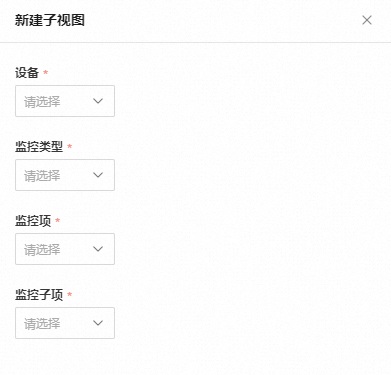 新建子视图
设备 *
请选择
监控类型 *
请选择
监控项 *
请选择
监控子项 *
请选择